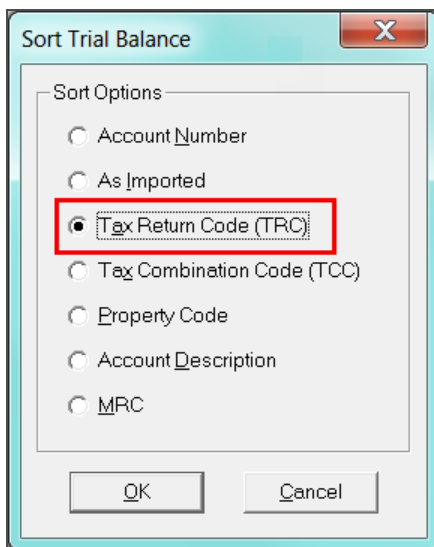 Sort Trial Balance
X
Sort Options
Account Number
As Imported
Tax Return Code (TRC)
Tax Combination Code (TCC)
Property Code
Account Description
MRC
OK
Cancel